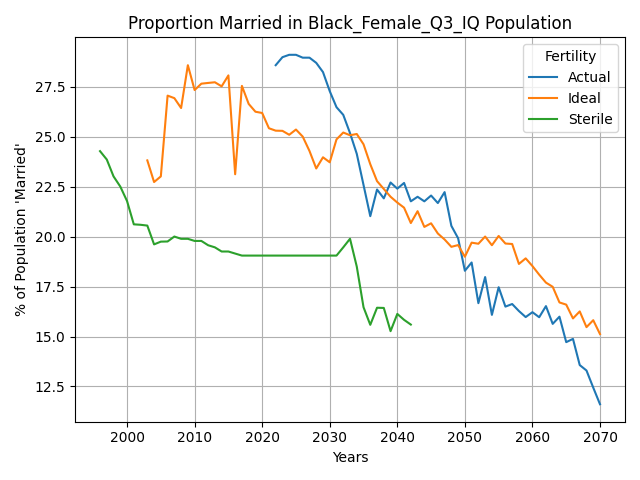 Proportion Married in Black_Female_Q3_IQ Population
% of Population 'Married'
27.5
25.0
22.5
20.0
17.5
15.0
12.5
Fertility
Actual
Ideal
Sterile
2000 2010 2020 2030 2040 2050 2060 2070
Years